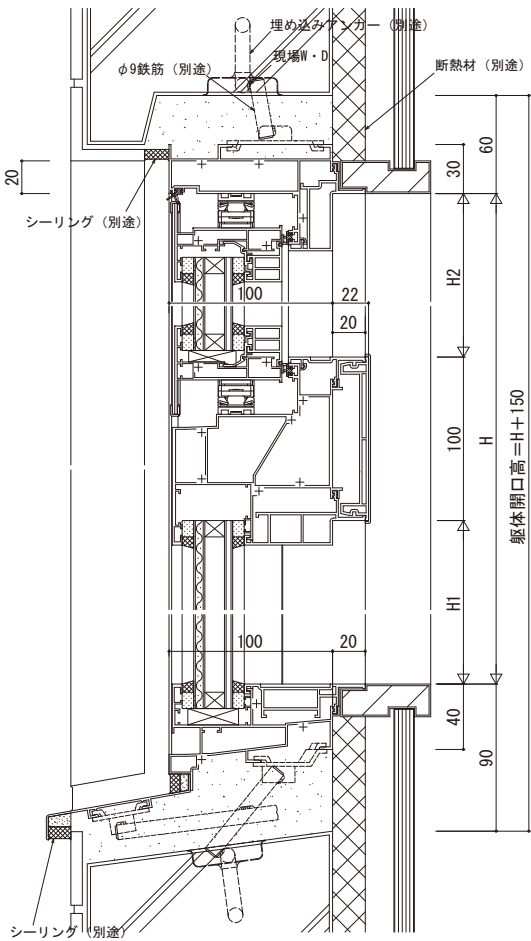 埋め込みアンカー（別途）
φ9鉄筋（別途）
現場W・D
断熱材（別途）
60
30
20
シーリング（別途）
100
22
20
H2
100
H
躯体開口高=H+150
H1
100
20
40
90
シーリング（別途）